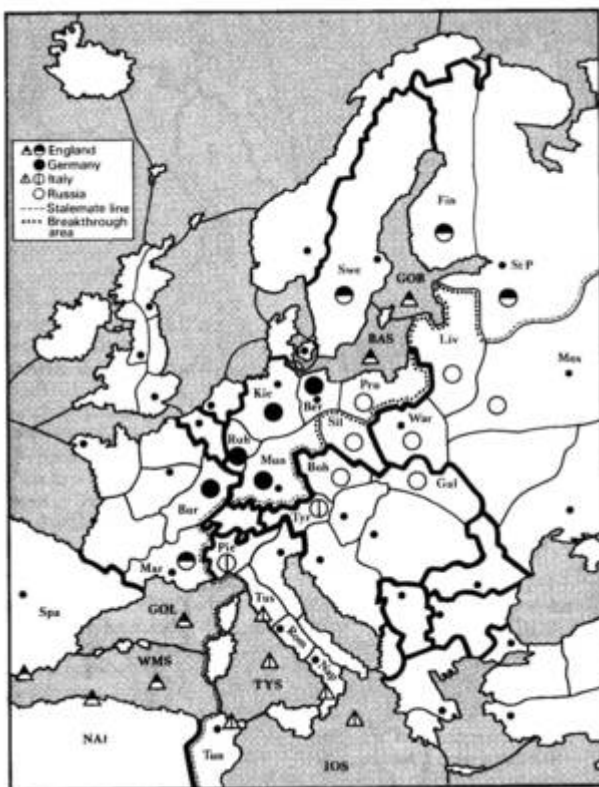 England
Germany
Italy
Russia
Stalemate line
Breakthrough
area
Fin
StP
Swe
GOB
BAS
Liv
Mos
Kie
Ber
Pru
Sil
War
Ruh
Mun
Boh
Gal
Bur
Tyr
Pie
Mar
Tus
Spa
GOL
Rom
Nap
WMS
TYS
NAf
Tun
IOS